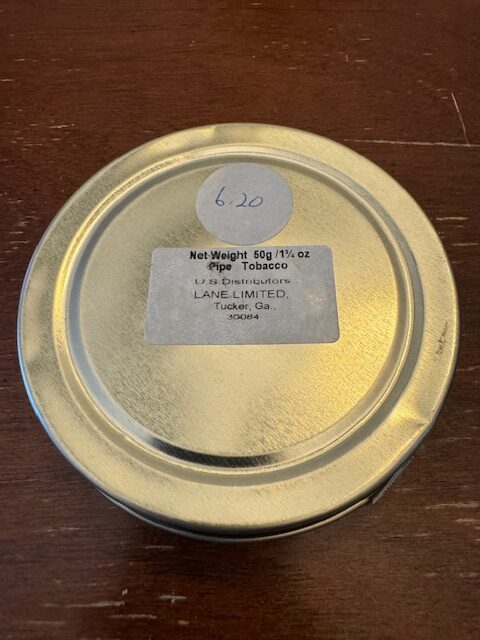 6.20
Net Weight 50g/1¾ oz
Pipe Tobacco
U.S.Distributors
LANE LIMITED,
Tucker, Ga.,
30084